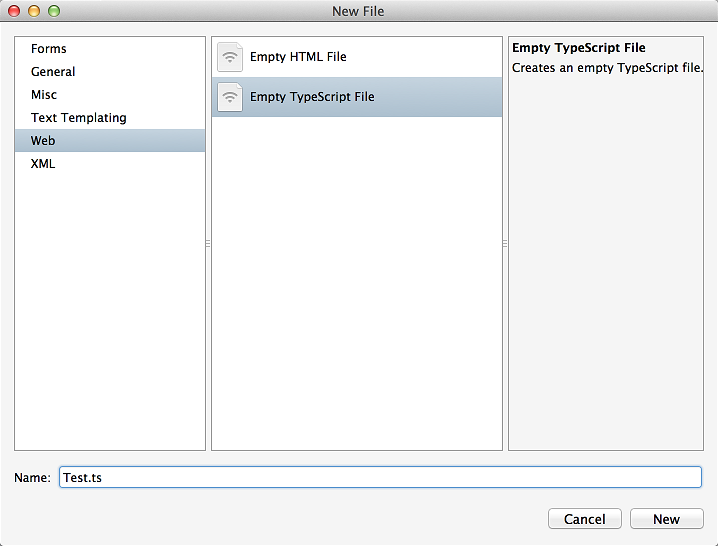 New File
Forms
General
Misc
Text Templating
Web
XML
Empty HTML File
Empty TypeScript File
Empty TypeScript File
Creates an empty TypeScript file.
Name: Test.ts
Cancel New